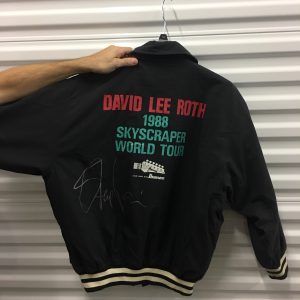 DAVID LEE ROTH
1988
SKYSCRAPER
WORLD TOUR